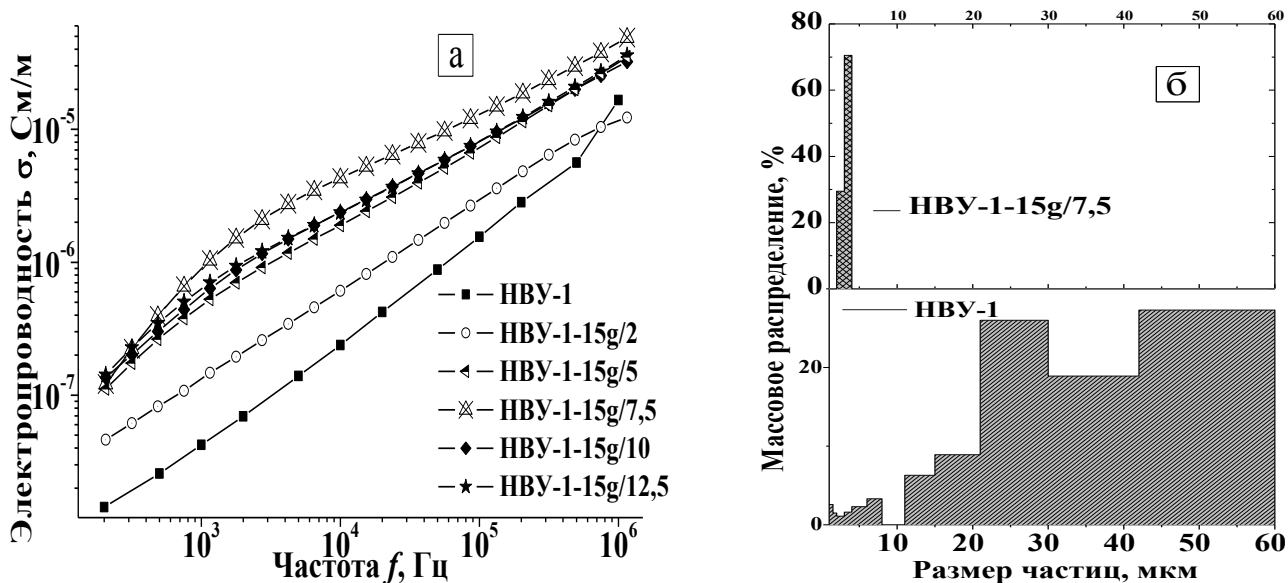 а
Электропроводность σ, См/м
10⁻⁵
10⁻⁶
10⁻⁷
НВУ-1
НВУ-1-15g/2
НВУ-1-15g/5
НВУ-1-15g/7,5
НВУ-1-15g/10
НВУ-1-15g/12,5
10³ 10⁴ 10⁵ 10⁶
Частота f, Гц
10 20 30 40 50 60
б
Массовое распределение, %
80
60
40
20
0
НВУ-1-15g/7,5
НВУ-1
20
0
10 20 30 40 50 60
Размер частиц, мкм